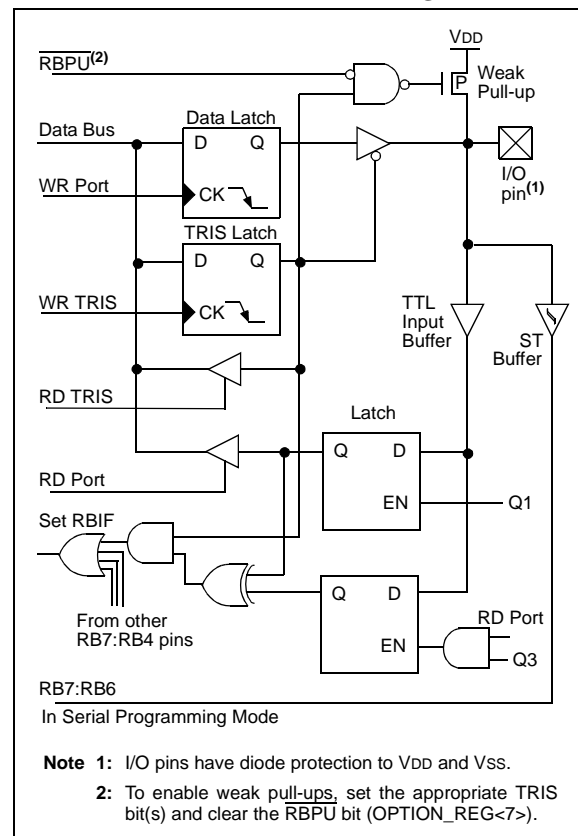 RBPU(2)
VDD
P
Weak
Pull-up
Data Latch
Data Bus
D Q
WR Port
CK
I/O
pin(1)
TRIS Latch
D Q
WR TRIS
CK
TTL
Input
Buffer
ST
Buffer
RD TRIS
Latch
Q D
RD Port
EN
Q1
Set RBIF
From other
RB7:RB4 pins
Q D
RD Port
EN
Q3
RB7:RB6
In Serial Programming Mode
Note 1: I/O pins have diode protection to VDD and VSS.
2: To enable weak pull-ups, set the appropriate TRIS
bit(s) and clear the RBPU bit (OPTION_REG<7>).